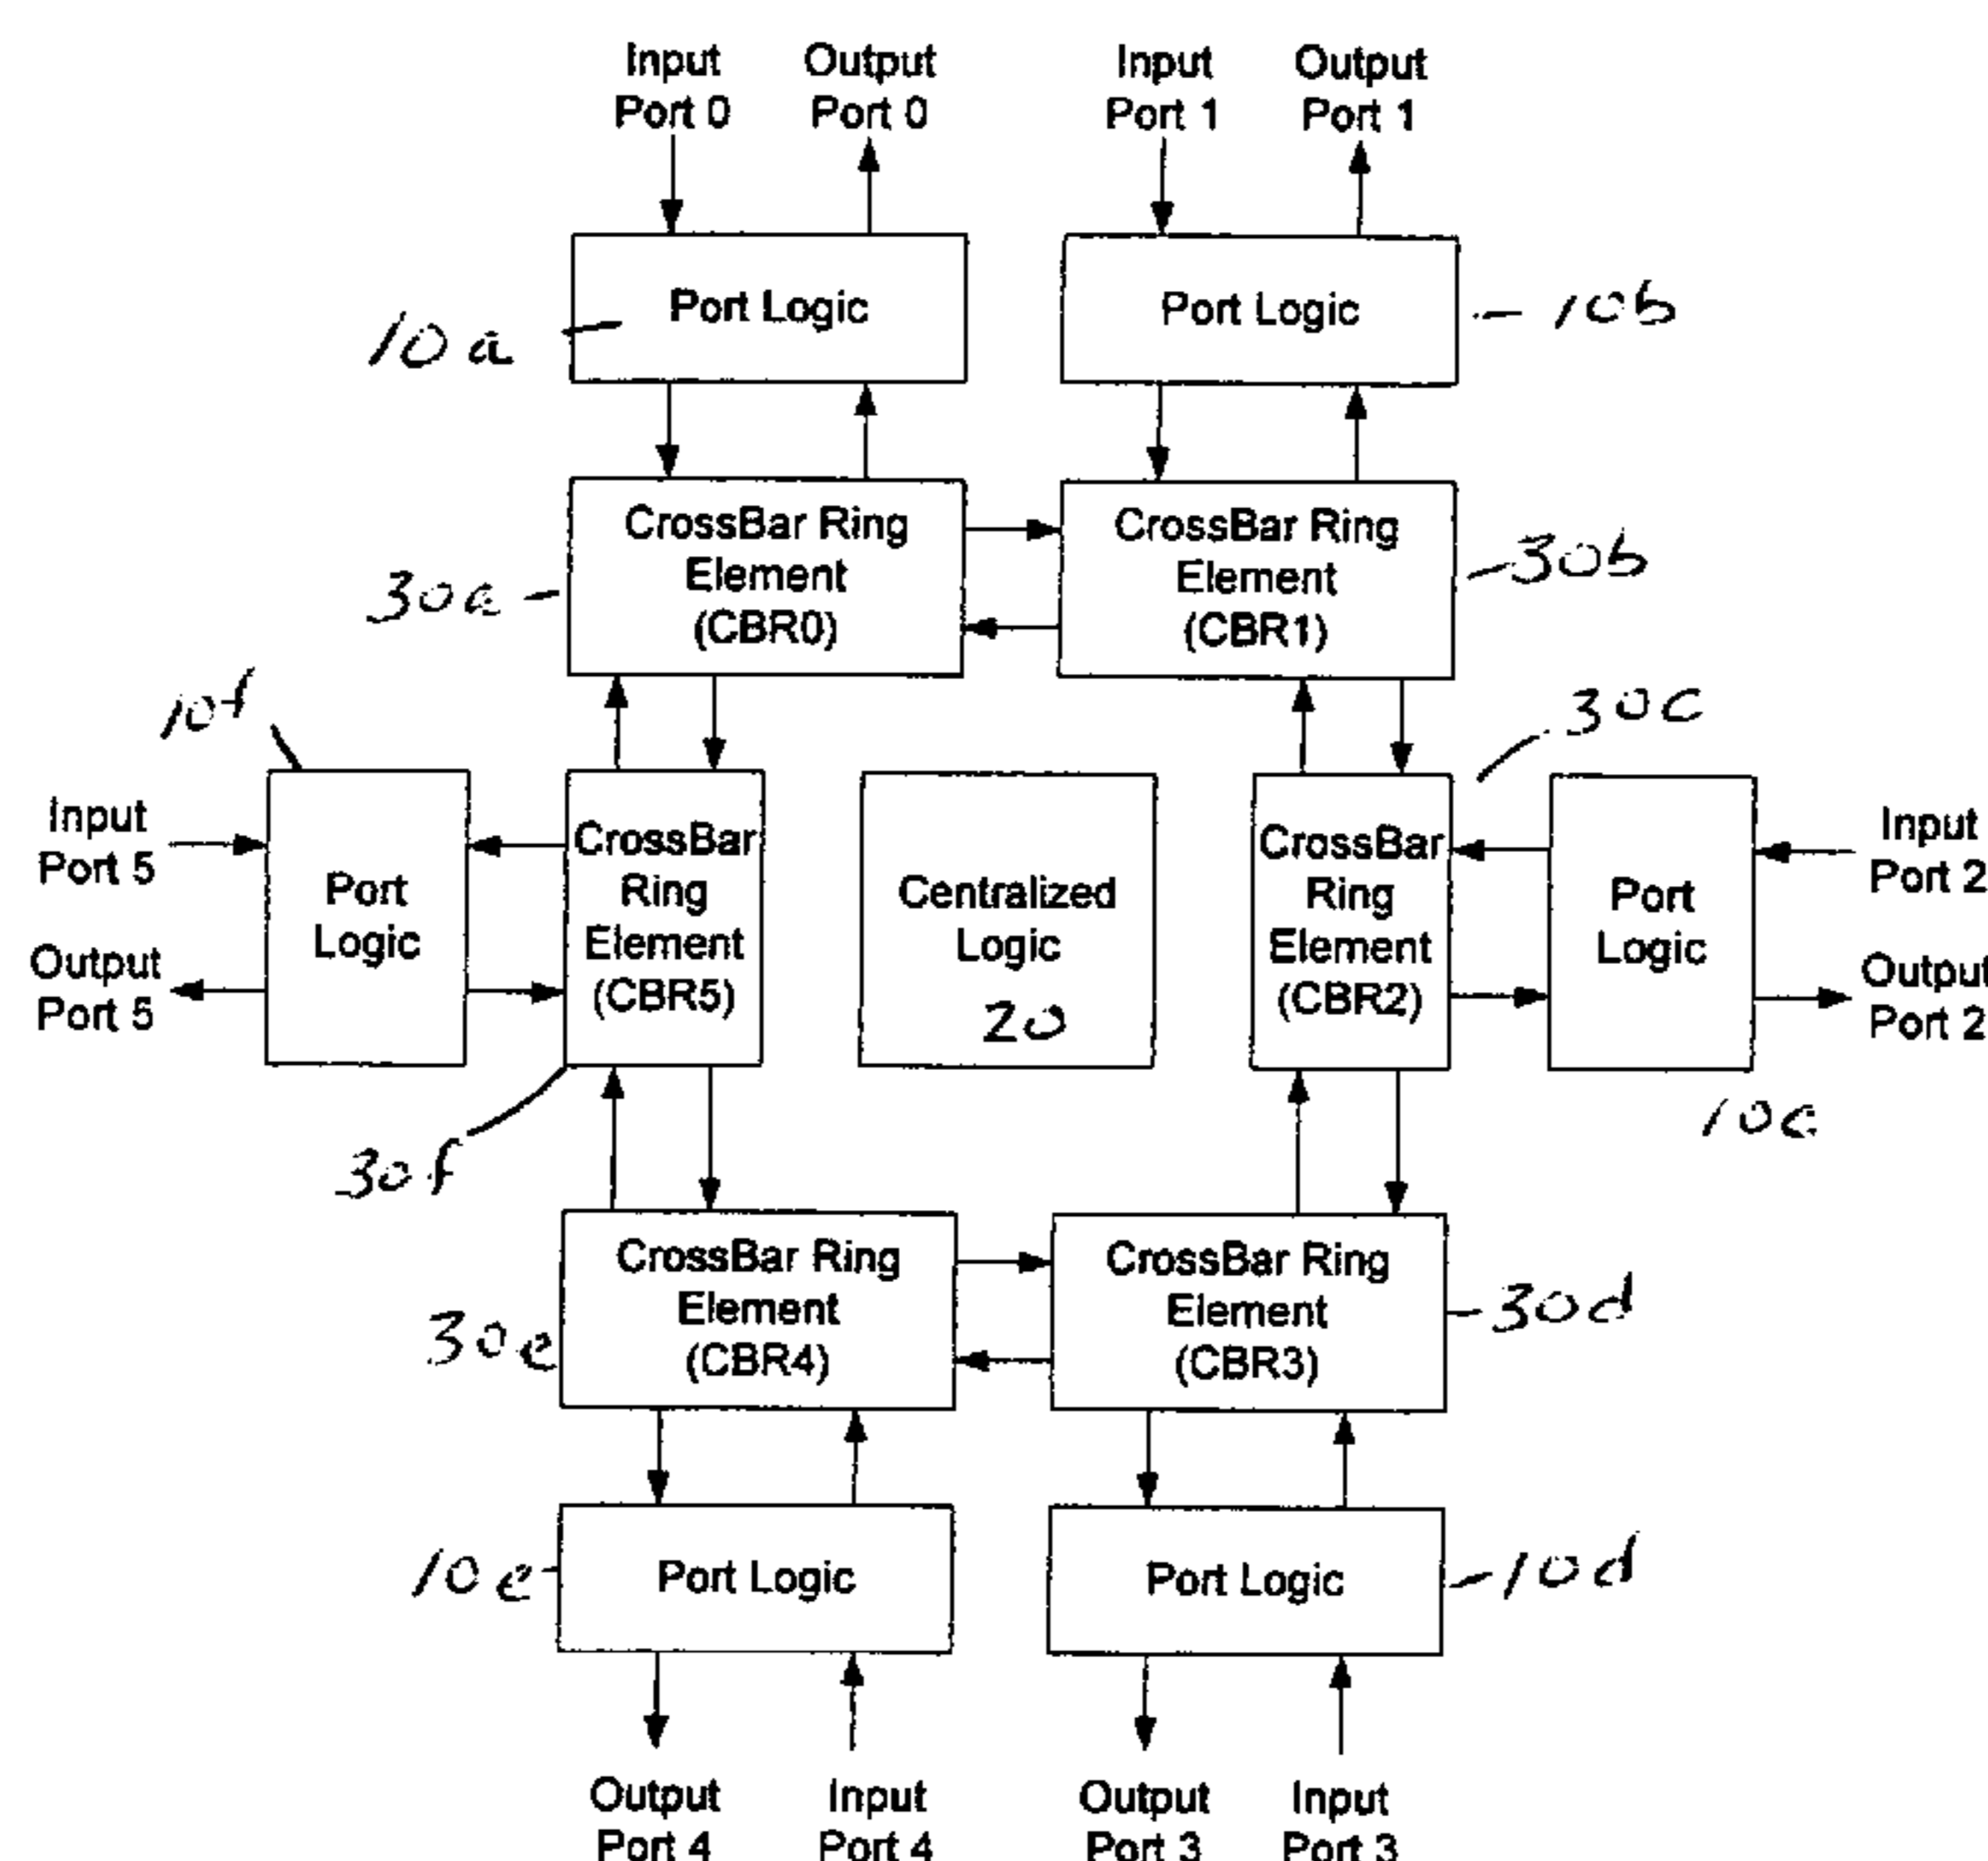 Input
Port 0
Output
Port 0
Input
Port 1
Output
Port 1
Port Logic
10a
Port Logic
10b
CrossBar Ring
Element
(CBR0)
30a
CrossBar Ring
Element
(CBR1)
30b
10f
30c
Input
Port 5
Output
Port 5
Port
Logic
CrossBar
Ring
Element
(CBR5)
Centralized
Logic
20
CrossBar
Ring
Element
(CBR2)
Port
Logic
Input
Port 2
Output
Port 2
10c
30f
CrossBar Ring
Element
(CBR4)
30e
CrossBar Ring
Element
(CBR3)
30d
10e
Port Logic
Port Logic
10d
Output
Port 4
Input
Port 4
Output
Port 3
Input
Port 3